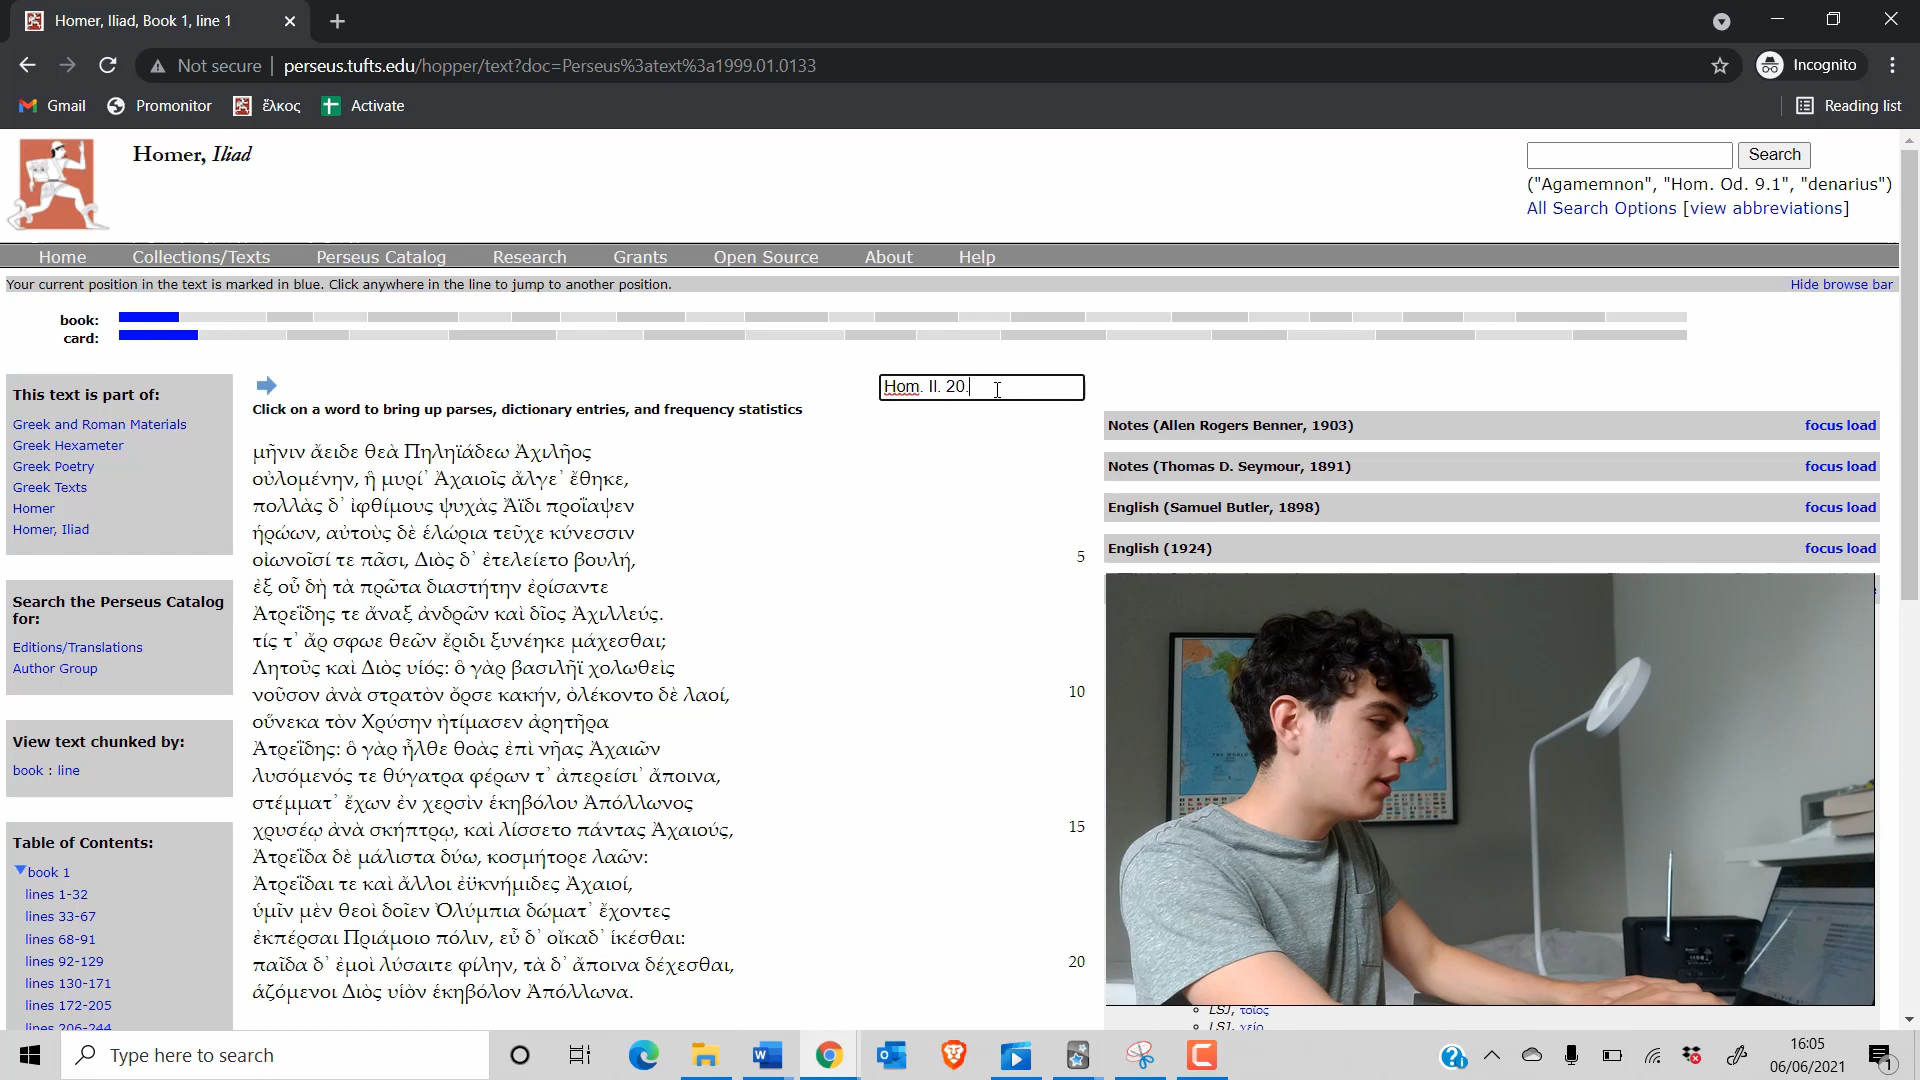 Homer, Iliad, Book 1, line 1
Not secure
perseus.tufts.edu/hopper/text?doc=Perseus%3atext%3a1999.01.0133
Incognito
Gmail
Promonitor
ἕλκος
Activate
Reading list
Homer, Iliad
Search
("Agamemnon", "Hom. Od. 9.1", "denarius")
All Search Options [view abbreviations]
Home Collections/Texts Perseus Catalog Research Grants Open Source About Help
Your current position in the text is marked in blue. Click anywhere in the line to jump to another position.
Hide browse bar
book:
card:
This text is part of:
Greek and Roman Materials
Greek Hexameter
Greek Poetry
Greek Texts
Homer
Homer, Iliad
Search the Perseus Catalog
for:
Editions/Translations
Author Group
View text chunked by:
book : line
Table of Contents:
book 1
lines 1-32
lines 33-67
lines 68-91
lines 92-129
lines 130-171
lines 172-205
lines 206-244
Hom. Il. 20.
Click on a word to bring up parses, dictionary entries, and frequency statistics
μῆνιν ἄειδε θεὰ Πηληϊάδεω Ἀχιλῆος
οὐλομένην, ἣ μυρί᾽ Ἀχαιοῖς ἄλγε᾽ ἔθηκε,
πολλὰς δ᾽ ἰφθίμους ψυχὰς Ἄϊδι προΐαψεν
ἡρώων, αὐτοὺς δὲ ἑλώρια τεῦχε κύνεσσιν
οἰωνοῖσί τε πᾶσι, Διὸς δ᾽ ἐτελείετο βουλή,
5
ἐξ οὗ δὴ τὰ πρῶτα διαστήτην ἐρίσαντε
Ἀτρεΐδης τε ἄναξ ἀνδρῶν καὶ δῖος Ἀχιλλεύς.
τίς τ᾽ ἄρ σφωε θεῶν ἔριδι ξυνέηκε μάχεσθαι;
Λητοῦς καὶ Διὸς υἱός: ὃ γὰρ βασιλῆϊ χολωθεὶς
νοῦσον ἀνὰ στρατὸν ὄρσε κακήν, ὀλέκοντο δὲ λαοί,
10
οὕνεκα τὸν Χρύσην ἠτίμασεν ἀρητῆρα
Ἀτρεΐδης: ὃ γὰρ ἦλθε θοὰς ἐπὶ νῆας Ἀχαιῶν
λυσόμενός τε θύγατρα φέρων τ᾽ ἀπερείσι᾽ ἄποινα,
στέμματ᾽ ἔχων ἐν χερσὶν ἑκηβόλου Ἀπόλλωνος
χρυσέῳ ἀνὰ σκήπτρῳ, καὶ λίσσετο πάντας Ἀχαιούς,
15
Ἀτρεΐδα δὲ μάλιστα δύω, κοσμήτορε λαῶν:
Ἀτρεΐδαι τε καὶ ἄλλοι ἐϋκνήμιδες Ἀχαιοί,
ὑμῖν μὲν θεοὶ δοῖεν Ὀλύμπια δώματ᾽ ἔχοντες
ἐκπέρσαι Πριάμοιο πόλιν, εὖ δ᾽ οἴκαδ᾽ ἱκέσθαι:
παῖδα δ᾽ ἐμοὶ λύσαιτε φίλην, τὰ δ᾽ ἄποινα δέχεσθαι,
20
ἁζόμενοι Διὸς υἱὸν ἑκηβόλον Ἀπόλλωνα.
Notes (Allen Rogers Benner, 1903) focus load
Notes (Thomas D. Seymour, 1891) focus load
English (Samuel Butler, 1898) focus load
English (1924) focus load
THE WORLD
LSJ, τοῖος
LSJ, χείρ
Type here to search
16:05
06/06/2021
1